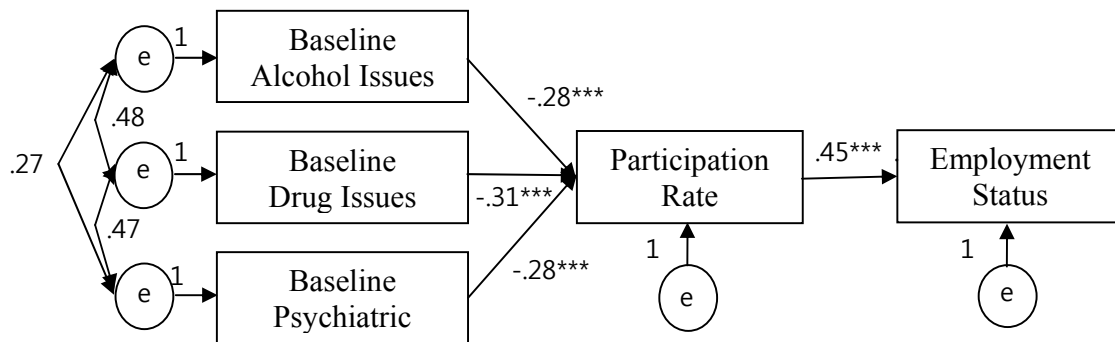 e
1
Baseline
Alcohol Issues
-.28***
.48
.27
e
1
Baseline
Drug Issues
-.31***
Participation
Rate
.45***
Employment
Status
.47
-.28***
e
1
Baseline
Psychiatric
1
e
1
e